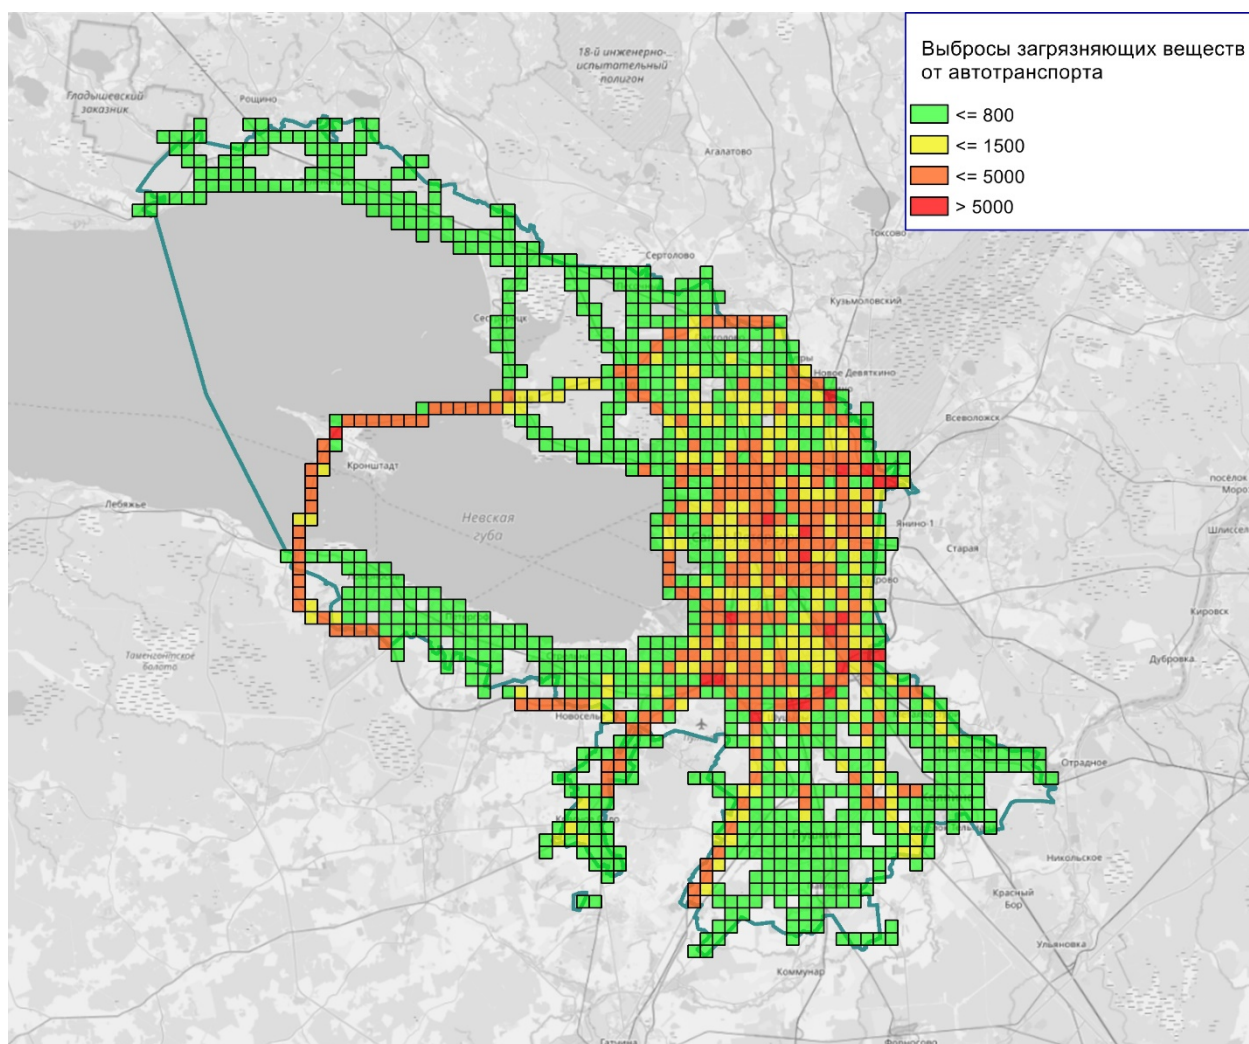 Выбросы загрязняющих веществ
от автотранспорта
<= 800
<= 1500
<= 5000
> 5000
18-й инженерно-
испытательный
полигон
Гладышевский
заказник
Рощино
Агалатово
Токсово
Сертолово
Кузьмоловский
Новое Девяткино
Всеволожск
Кронштадт
посёлок
Лебяжье
Невская
губа
Янино-1
Старая
Кировск
Таменгонтское
болото
Дубровка
Отрадное
Никольское
Красный
Бор
Ульяновка
Коммунар
Гатчина
Форносово